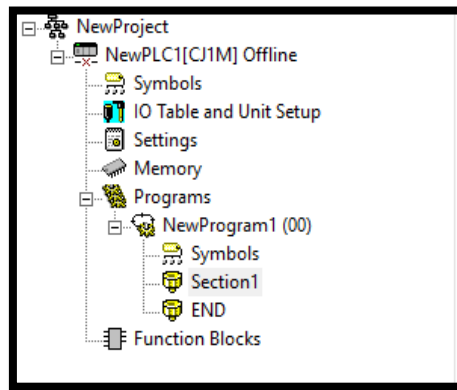 NewProject
NewPLC1[CJ1M] Offline
Symbols
IO Table and Unit Setup
Settings
Memory
Programs
NewProgram1 (00)
Symbols
Section1
END
Function Blocks